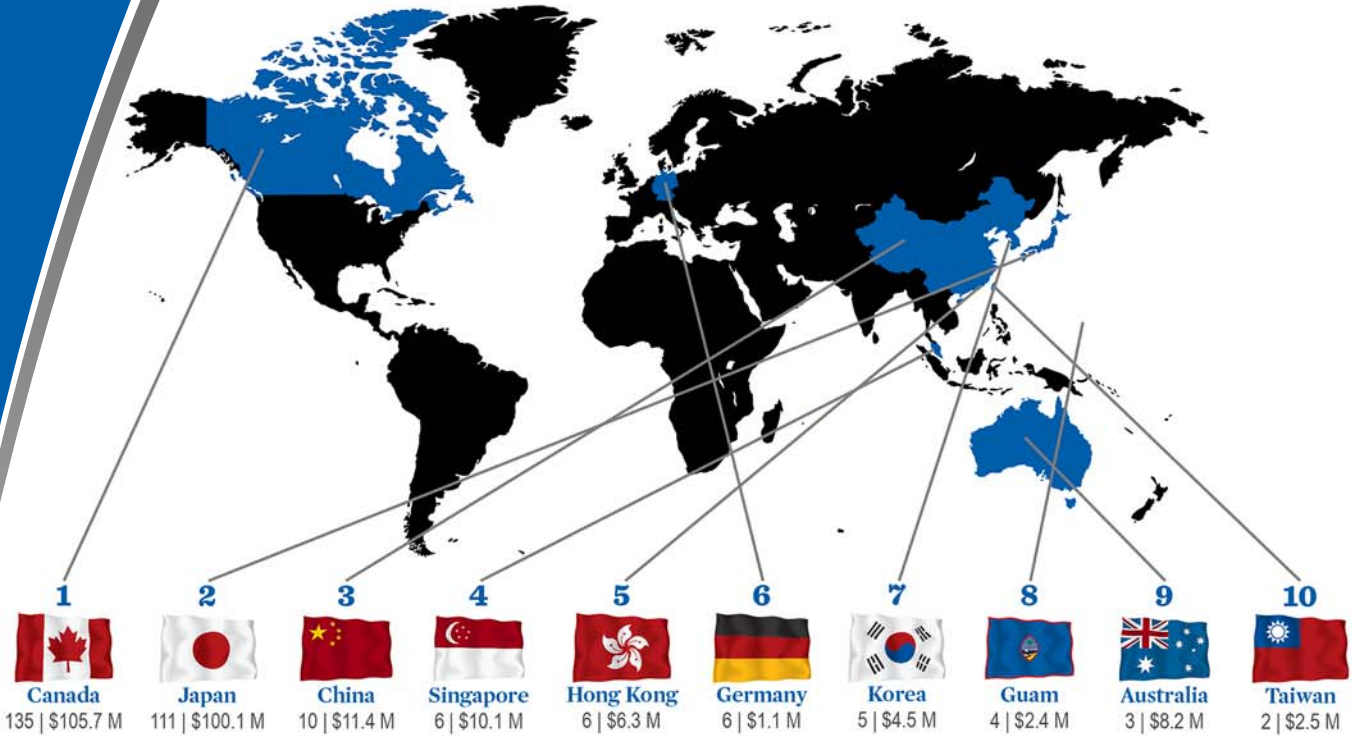 1 2 3 4 5 6 7 8 9 10
Canada Japan China Singapore Hong Kong Germany Korea Guam Australia Taiwan
135 | $105.7 M 111 | $100.1 M 10 | $11.4 M 6 | $10.1 M 6 | $6.3 M 6 | $1.1 M 5 | $4.5 M 4 | $2.4 M 3 | $8.2 M 2 | $2.5 M